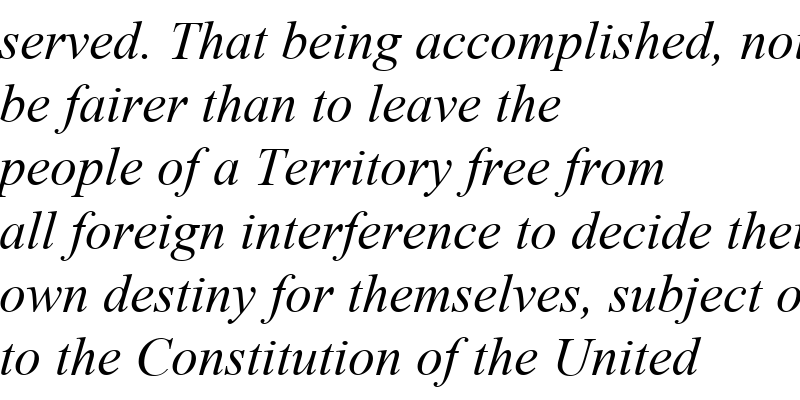 served. That being accomplished,
be fairer than to leave the
people of a Territory free from
all foreign interference to decide
own destiny for themselves, subject
to the Constitution of the United